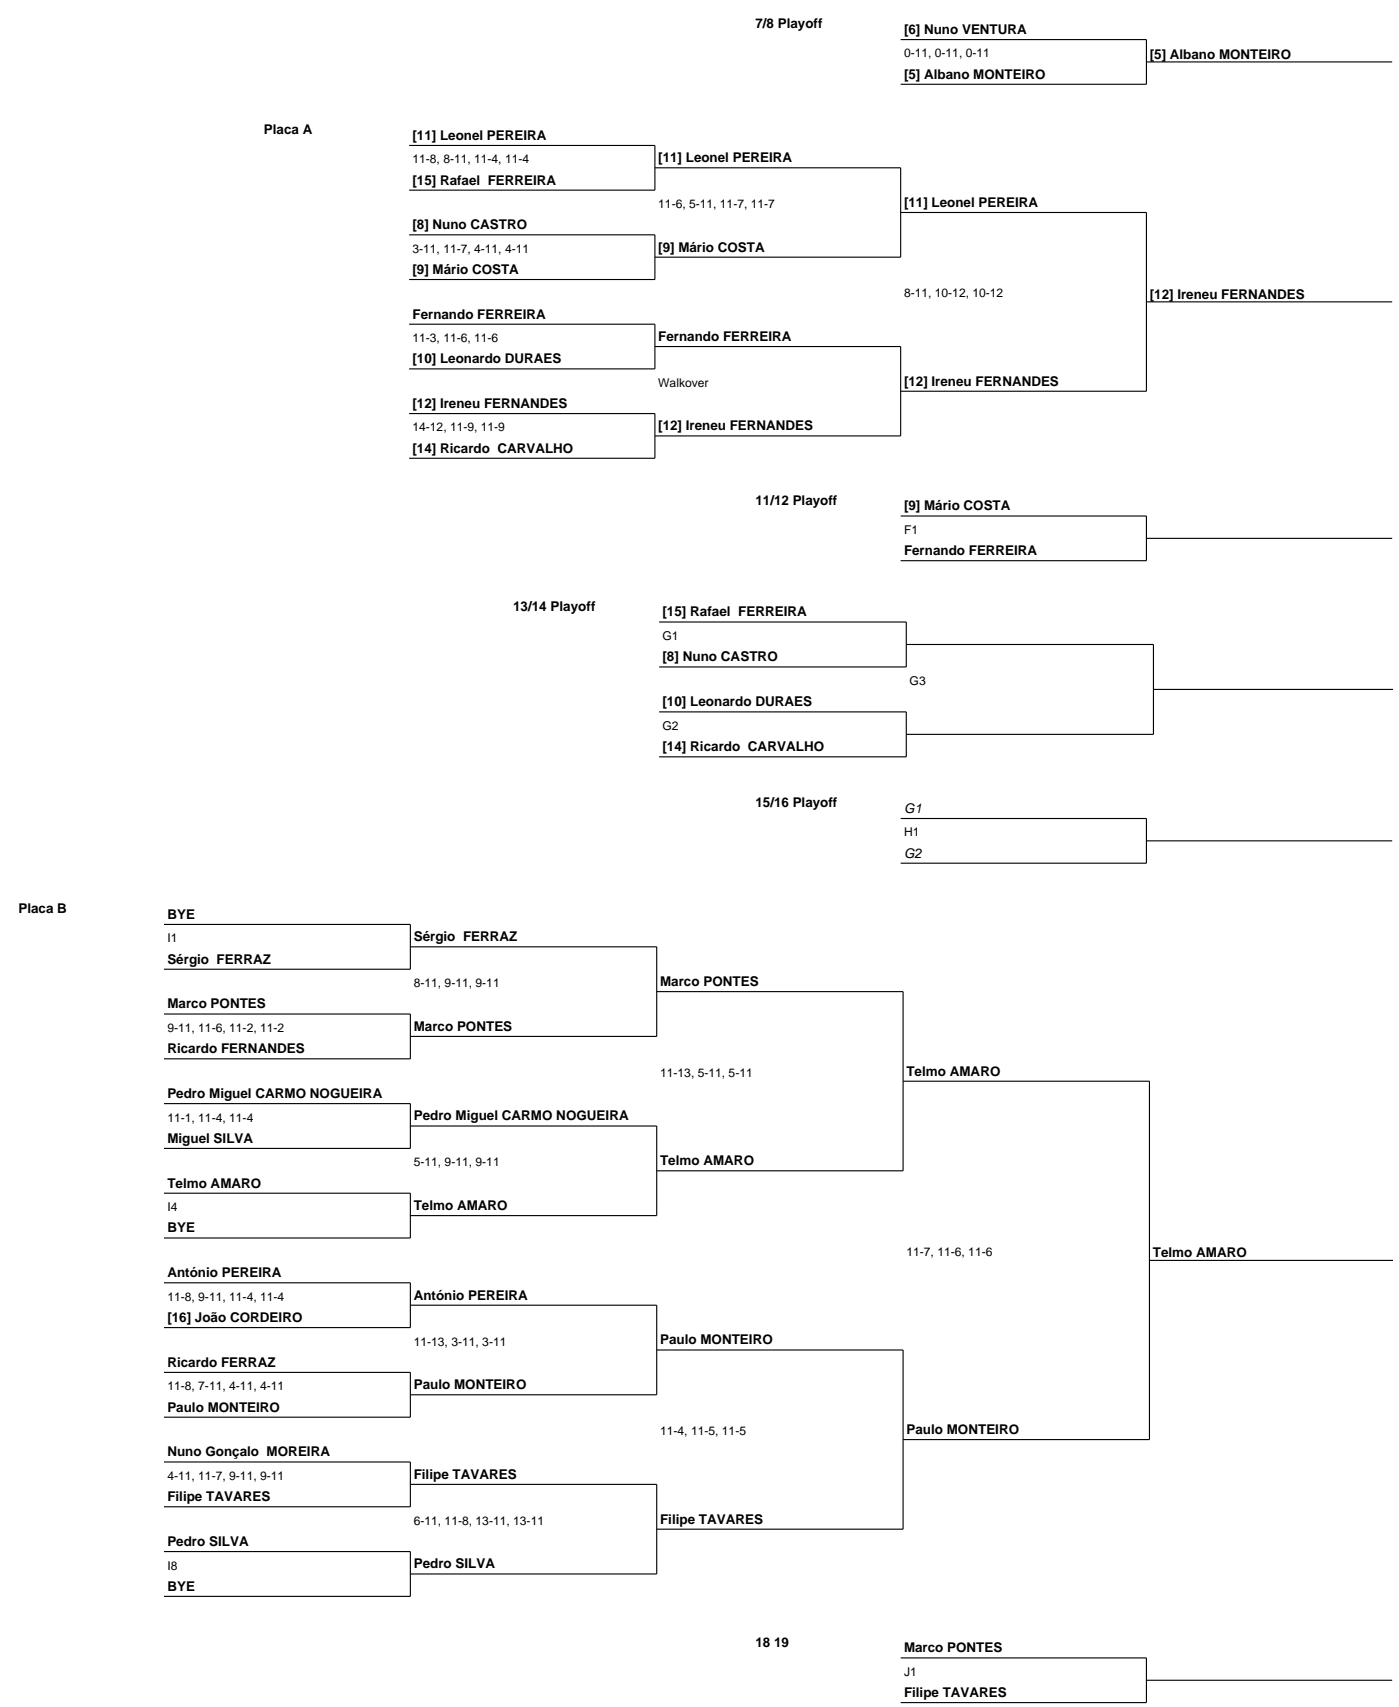 7/8 Playoff
[6] Nuno VENTURA
0-11, 0-11, 0-11
[5] Albano MONTEIRO
[5] Albano MONTEIRO
Placa A
[11] Leonel PEREIRA
11-8, 8-11, 11-4, 11-4
[11] Leonel PEREIRA
[15] Rafael FERREIRA
11-6, 5-11, 11-7, 11-7
[11] Leonel PEREIRA
[8] Nuno CASTRO
3-11, 11-7, 4-11, 4-11
[9] Mário COSTA
[9] Mário COSTA
8-11, 10-12, 10-12
[12] Ireneu FERNANDES
Fernando FERREIRA
11-3, 11-6, 11-6
Fernando FERREIRA
[10] Leonardo DURAES
Walkover
[12] Ireneu FERNANDES
[12] Ireneu FERNANDES
14-12, 11-9, 11-9
[12] Ireneu FERNANDES
[14] Ricardo CARVALHO
11/12 Playoff
[9] Mário COSTA
F1
Fernando FERREIRA
13/14 Playoff
[15] Rafael FERREIRA
G1
[8] Nuno CASTRO
G3
[10] Leonardo DURAES
G2
[14] Ricardo CARVALHO
15/16 Playoff
G1
H1
G2
Placa B
BYE
I1
Sérgio FERRAZ
Sérgio FERRAZ
8-11, 9-11, 9-11
Marco PONTES
Marco PONTES
9-11, 11-6, 11-2, 11-2
Marco PONTES
Ricardo FERNANDES
11-13, 5-11, 5-11
Telmo AMARO
Pedro Miguel CARMO NOGUEIRA
11-1, 11-4, 11-4
Pedro Miguel CARMO NOGUEIRA
Miguel SILVA
5-11, 9-11, 9-11
Telmo AMARO
Telmo AMARO
I4
Telmo AMARO
BYE
11-7, 11-6, 11-6
Telmo AMARO
António PEREIRA
11-8, 9-11, 11-4, 11-4
António PEREIRA
[16] João CORDEIRO
11-13, 3-11, 3-11
Paulo MONTEIRO
Ricardo FERRAZ
11-8, 7-11, 4-11, 4-11
Paulo MONTEIRO
Paulo MONTEIRO
11-4, 11-5, 11-5
Paulo MONTEIRO
Nuno Gonçalo MOREIRA
4-11, 11-7, 9-11, 9-11
Filipe TAVARES
Filipe TAVARES
6-11, 11-8, 13-11, 13-11
Filipe TAVARES
Pedro SILVA
I8
Pedro SILVA
BYE
18 19
Marco PONTES
J1
Filipe TAVARES